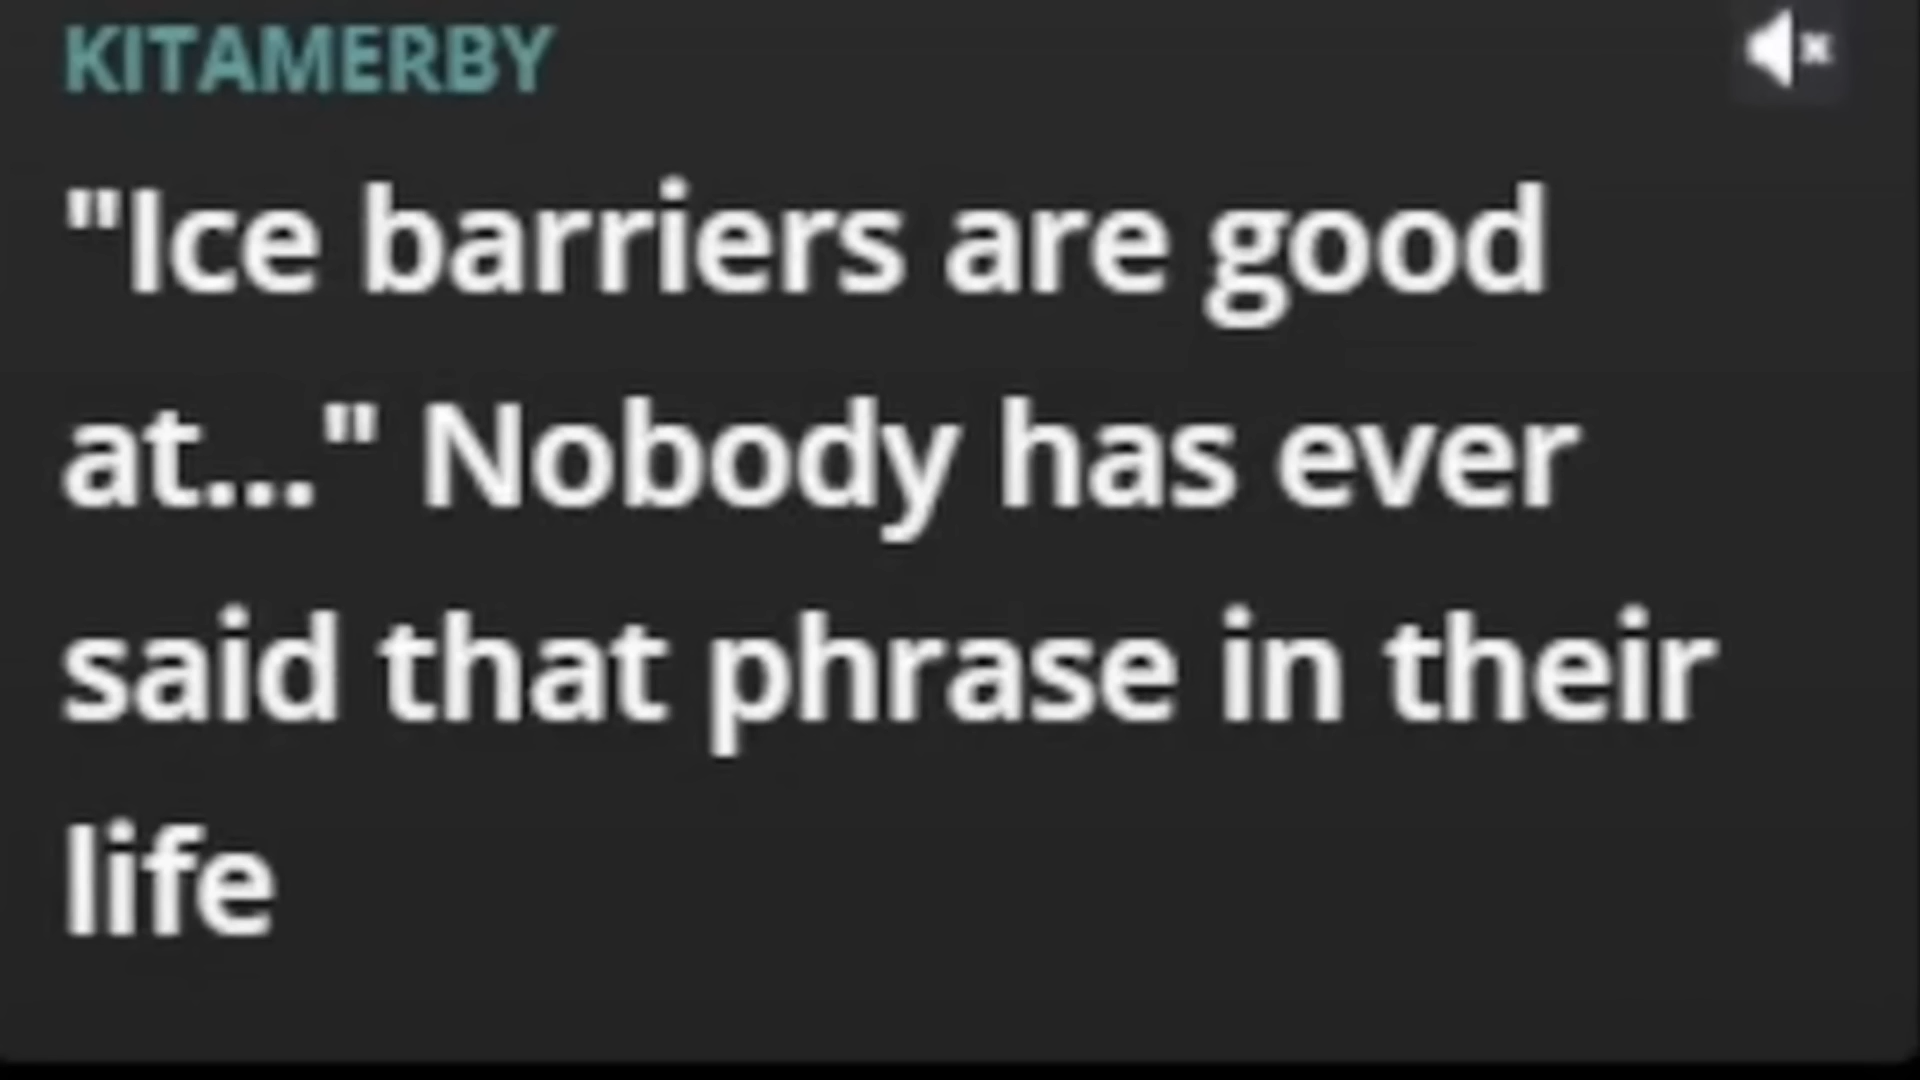 KITAMERBY
"Ice barriers are good
at..." Nobody has ever
said that phrase in their
life